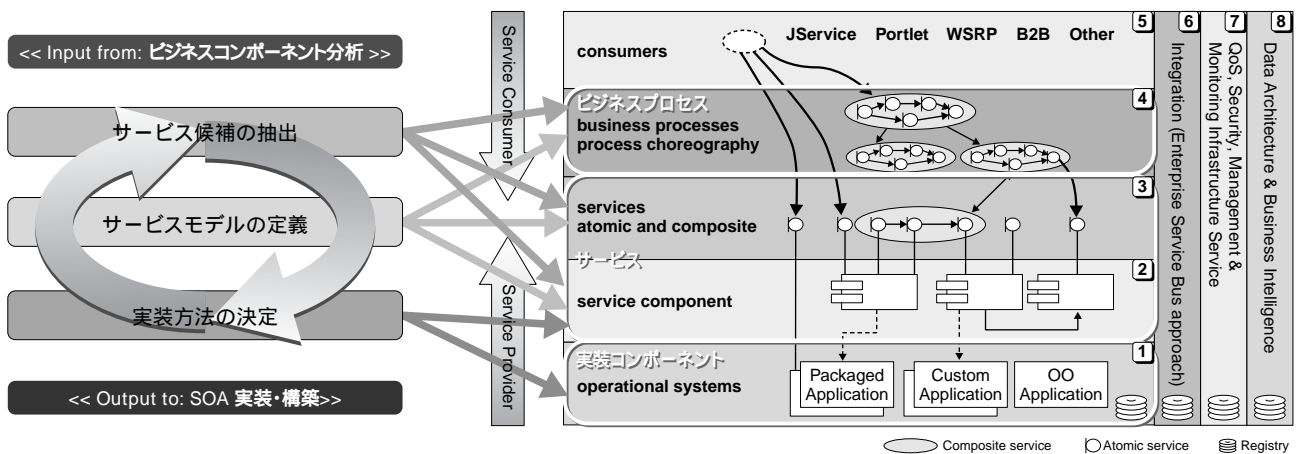 << Input from: ビジネスコンポーネント分析 >>
サービス候補の抽出
サービスモデルの定義
実装方法の決定
<< Output to: SOA 実装・構築>>
Service Consumer
Service Provider
consumers
JService Portlet WSRP B2B Other
5
ビジネスプロセス
business processes
process choreography
4
services
atomic and composite
3
サービス
service component
2
実装コンポーネント
operational systems
1
Packaged
Application
Custom
Application
OO
Application
6
Integration (Enterprise Service Bus approach)
7
QoS, Security, Management &
Monitoring Infrastructure Service
8
Data Architecture & Business Intelligence
Composite service
Atomic service
Registry